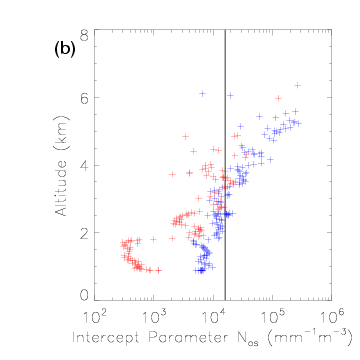 (b)
8
6
4
2
0
Altitude (km)
10^2 10^3 10^4 10^5 10^6
Intercept Parameter N_os (mm^-1m^-3)